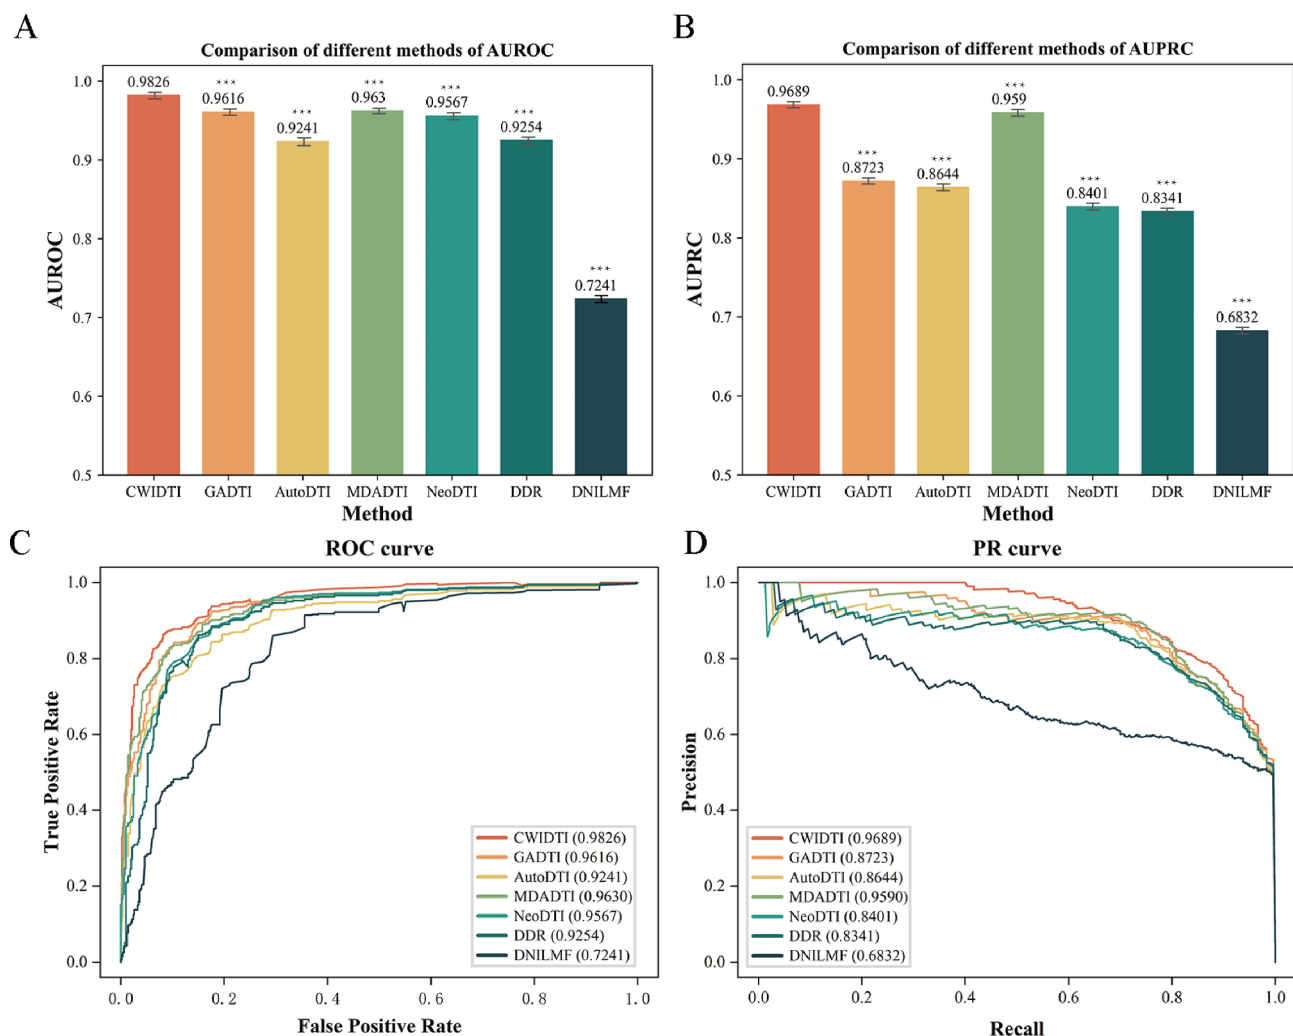 A
Comparison of different methods of AUROC
1.0
0.9
0.8
0.7
0.6
0.5
AUROC
0.9826
***
0.9616
***
0.9241
***
0.963
***
0.9567
***
0.9254
***
0.7241
CWIDTI GADTI AutoDTI MDADTI NeoDTI DDR DNILMF
Method
B
Comparison of different methods of AUPRC
1.0
0.9
0.8
0.7
0.6
0.5
AUPRC
0.9689
***
0.8723
***
0.8644
***
0.959
***
0.8401
***
0.8341
***
0.6832
CWIDTI GADTI AutoDTI MDADTI NeoDTI DDR DNILMF
Method
C
ROC curve
1.0
0.8
0.6
0.4
0.2
0.0
True Positive Rate
CWIDTI (0.9826)
GADTI (0.9616)
AutoDTI (0.9241)
MDADTI (0.9630)
NeoDTI (0.9567)
DDR (0.9254)
DNILMF (0.7241)
0.0 0.2 0.4 0.6 0.8 1.0
False Positive Rate
D
PR curve
1.0
0.8
0.6
0.4
0.2
0.0
Precision
CWIDTI (0.9689)
GADTI (0.8723)
AutoDTI (0.8644)
MDADTI (0.9590)
NeoDTI (0.8401)
DDR (0.8341)
DNILMF (0.6832)
0.0 0.2 0.4 0.6 0.8 1.0
Recall